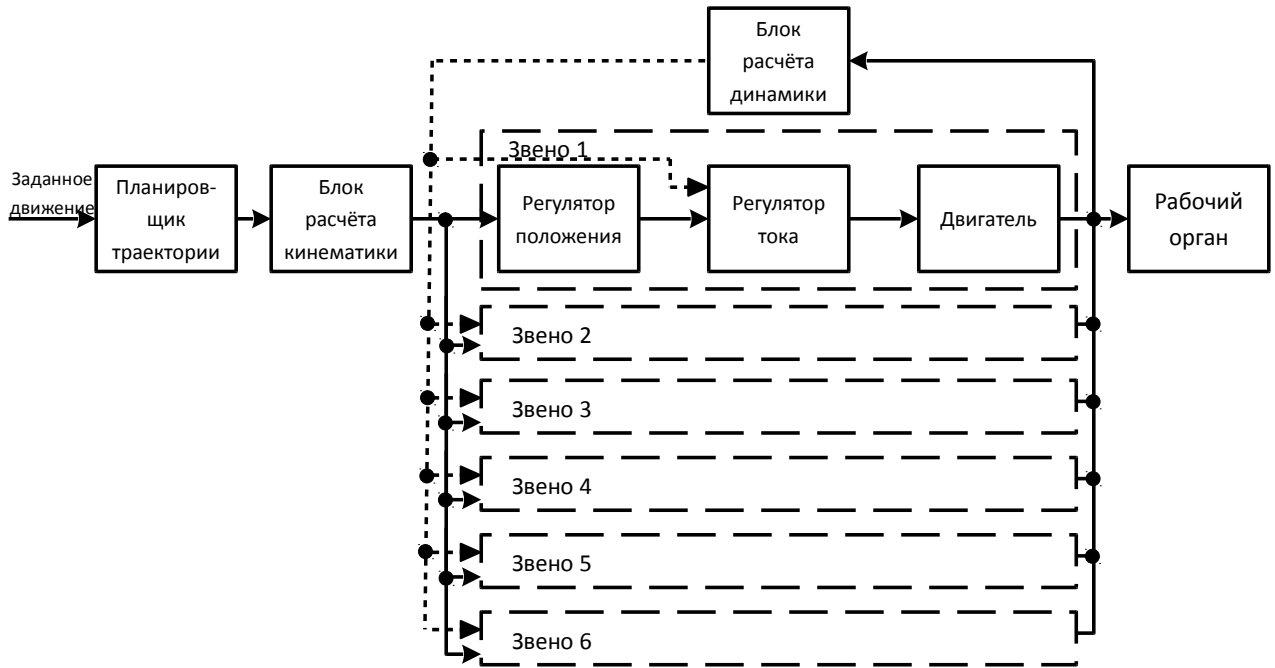 Блок
расчёта
динамики
Звено 1
Заданное
движение
Планиров-
щик
траектории
Блок
расчёта
кинематики
Регулятор
положения
Регулятор
тока
Двигатель
Рабочий
орган
Звено 2
Звено 3
Звено 4
Звено 5
Звено 6